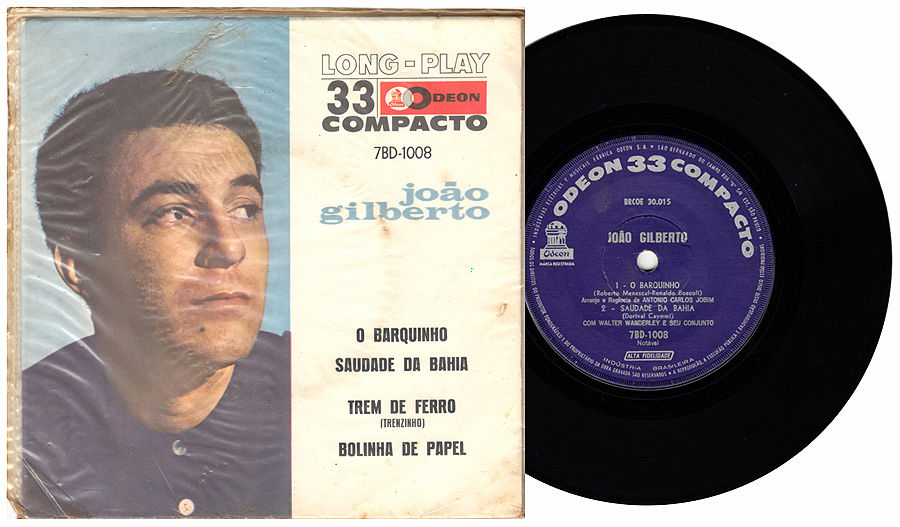 LONG-PLAY
33 ODEON
COMPACTO
7BD-1008
joão
gilberto
O BARQUINHO
SAUDADE DA BAHIA
TREM DE FERRO
(TRENZINHO)
BOLINHA DE PAPEL
ODEON 33 COMPACTO
BRCOE 30.015
JOÃO GILBERTO
Odeon
MARCA REGISTRADA
1 - O BARQUINHO
(Roberto Menescal-Ronaldo Boscoli)
Arranjo e Regência de ANTONIO CARLOS JOBIM
2 - SAUDADE DA BAHIA
(Dorival Caymmi)
COM WALTER WANDERLEY E SEU CONJUNTO
7BD-1008
Notável
ALTA FIDELIDADE
INDÚSTRIA BRASILEIRA